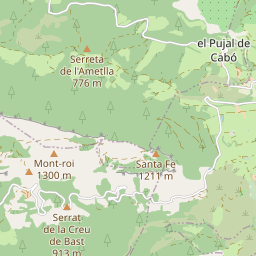 el Pujal de
Cabó
Serreta
de l'Ametlla
776 m
Mont-roi
1300 m
Santa Fe
1211 m
Serrat
de la Creu
de Bast
913 m